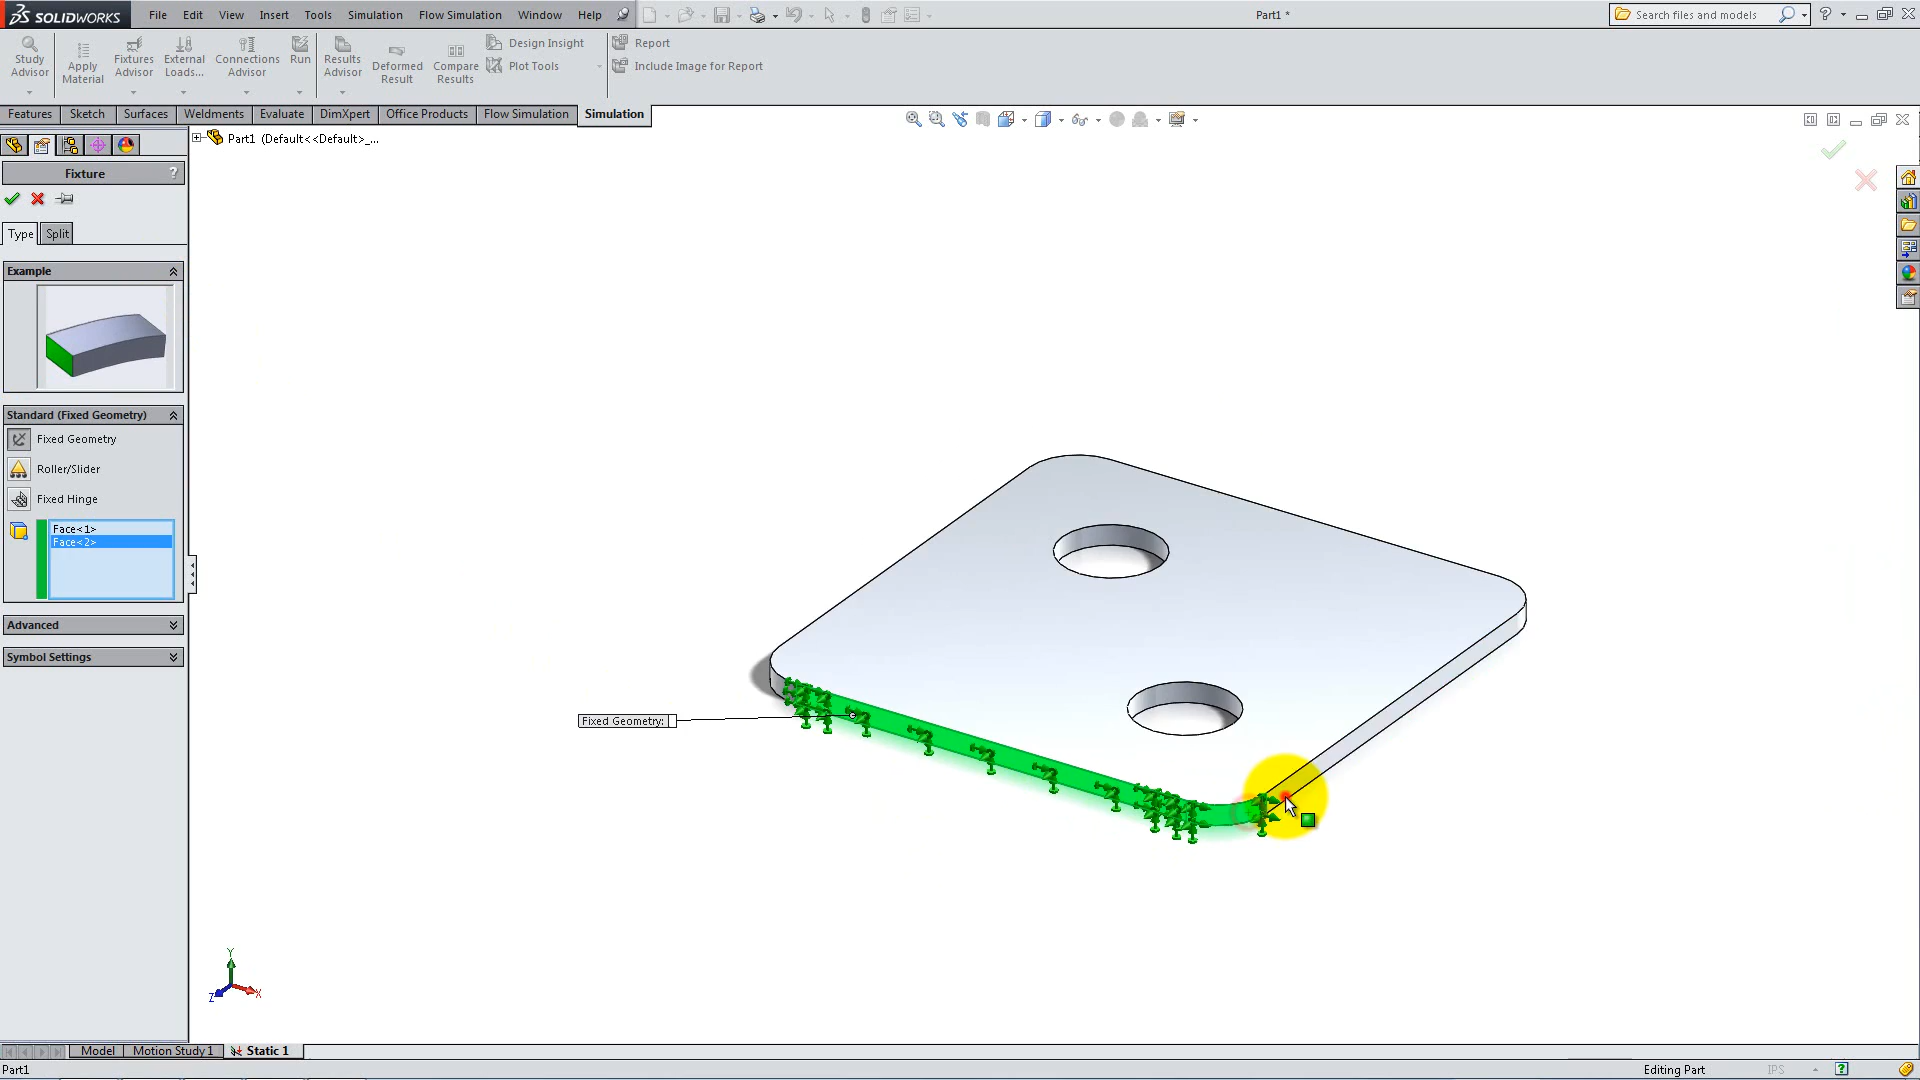 SOLIDWORKS File Edit View Insert Tools Simulation Flow Simulation Window Help Part1 * Search files and models
Study Advisor
Apply Material
Fixtures Advisor
External Loads...
Connections Advisor
Run
Results Advisor
Deformed Result
Compare Results
Design Insight
Plot Tools
Report
Include Image for Report
Features Sketch Surfaces Weldments Evaluate DimXpert Office Products Flow Simulation Simulation
Part1 (Default<<Default>_...
Fixture ?
Type Split
Example
Standard (Fixed Geometry)
Fixed Geometry
Roller/Slider
Fixed Hinge
Face<1>
Face<2>
Advanced
Symbol Settings
Fixed Geometry:
Y
Z X
Model Motion Study 1 Static 1
Part1 Editing Part IPS